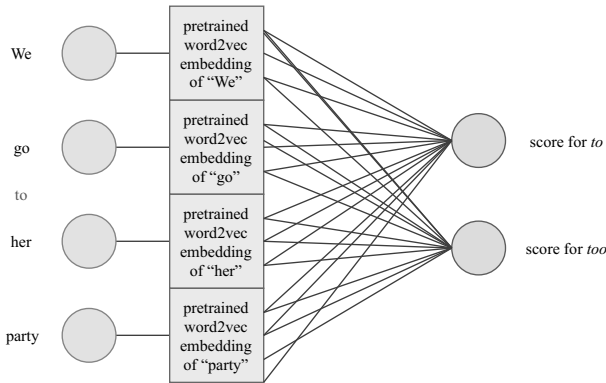 We
pretrained
word2vec
embedding
of “We”
go
pretrained
word2vec
embedding
of “go”
to
her
pretrained
word2vec
embedding
of “her”
party
pretrained
word2vec
embedding
of “party”
score for to
score for too